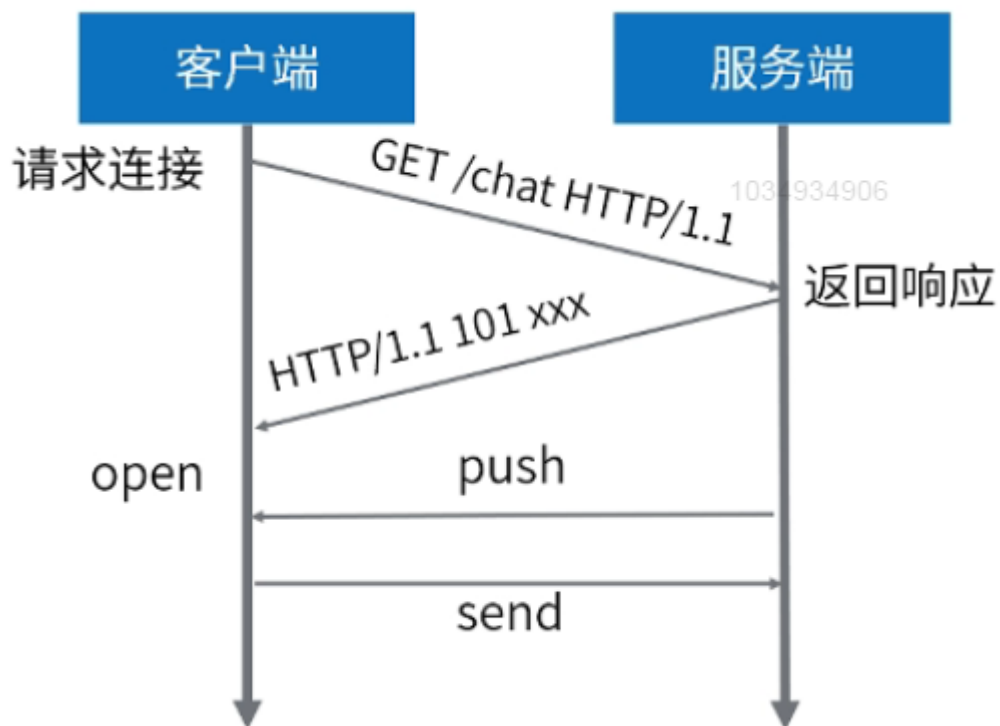 客户端
服务端
请求连接
GET /chat HTTP/1.1
1034934906
返回响应
HTTP/1.1 101 xxx
open
push
send